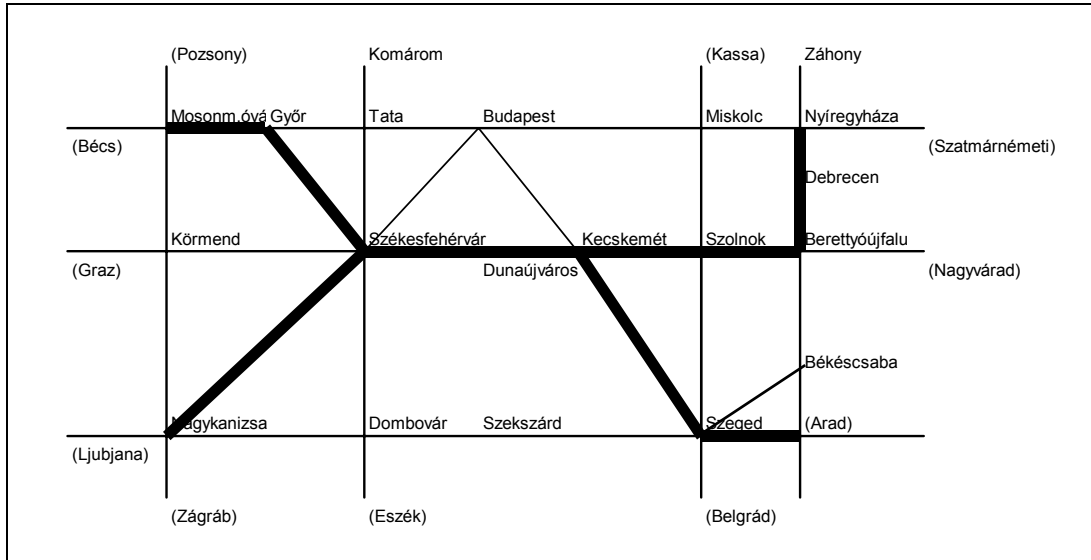 (Pozsony) Komárom (Kassa) Záhony
Mosonm.óvá Győr Tata Budapest Miskolc Nyíregyháza
(Bécs) (Szatmárnémeti)
Debrecen
Körmend Székesfehérvár Kecskemét Szolnok Berettyóújfalu
(Graz) Dunaújváros (Nagyvárad)
Békéscsaba
Nagykanizsa Dombovár Szekszárd Szeged (Arad)
(Ljubjana)
(Zágráb) (Eszék) (Belgrád)